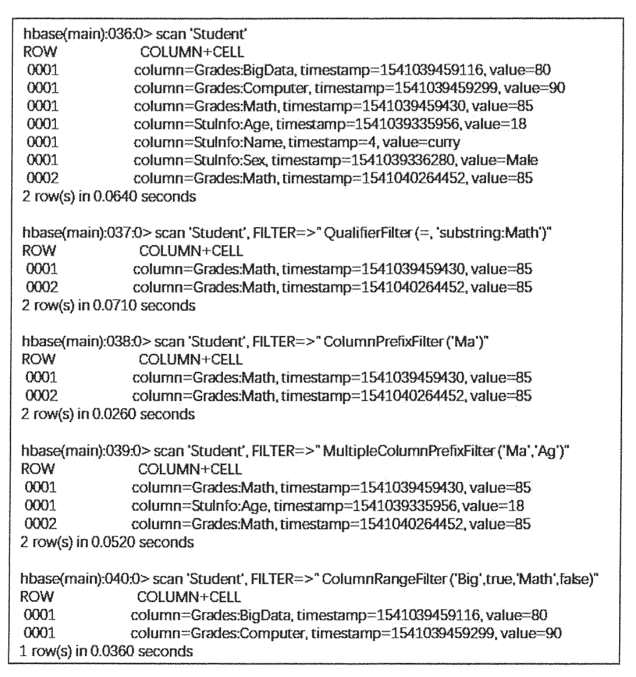 hbase(main):036:0> scan 'Student'
ROW COLUMN+CELL
0001 column=Grades:BigData, timestamp=1541039459116, value=80
0001 column=Grades:Computer, timestamp=1541039459299, value=90
0001 column=Grades:Math, timestamp=1541039459430, value=85
0001 column=StuInfo:Age, timestamp=1541039335956, value=18
0001 column=StuInfo:Name, timestamp=4, value=curry
0001 column=StuInfo:Sex, timestamp=1541039336280, value=Male
0002 column=Grades:Math, timestamp=1541040264452, value=85
2 row(s) in 0.0640 seconds
hbase(main):037:0> scan 'Student', FILTER=>" QualifierFilter (=, 'substring:Math')"
ROW COLUMN+CELL
0001 column=Grades:Math, timestamp=1541039459430, value=85
0002 column=Grades:Math, timestamp=1541040264452, value=85
2 row(s) in 0.0710 seconds
hbase(main):038:0> scan 'Student', FILTER=>" ColumnPrefixFilter ('Ma')"
ROW COLUMN+CELL
0001 column=Grades:Math, timestamp=1541039459430, value=85
0002 column=Grades:Math, timestamp=1541040264452, value=85
2 row(s) in 0.0260 seconds
hbase(main):039:0> scan 'Student', FILTER=>" MultipleColumnPrefixFilter ('Ma','Ag')"
ROW COLUMN+CELL
0001 column=Grades:Math, timestamp=1541039459430, value=85
0001 column=StuInfo:Age, timestamp=1541039335956, value=18
0002 column=Grades:Math, timestamp=1541040264452, value=85
2 row(s) in 0.0520 seconds
hbase(main):040:0> scan 'Student', FILTER=>" ColumnRangeFilter ('Big',true,'Math',false)"
ROW COLUMN+CELL
0001 column=Grades:BigData, timestamp=1541039459116, value=80
0001 column=Grades:Computer, timestamp=1541039459299, value=90
1 row(s) in 0.0360 seconds